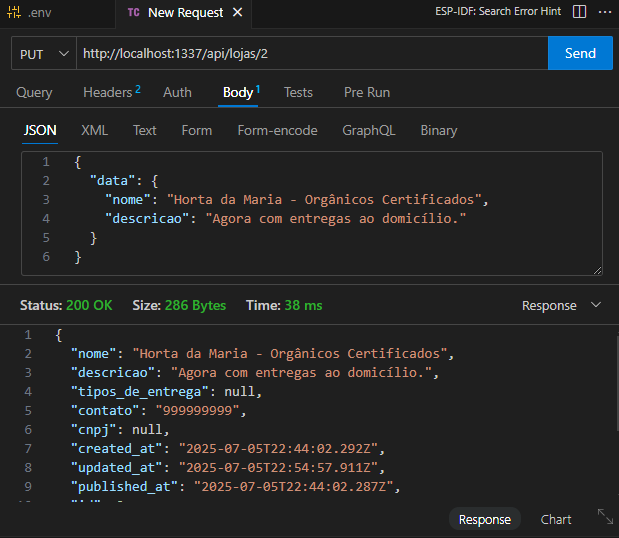 .env
TC New Request ×
ESP-IDF: Search Error Hint
PUT http://localhost:1337/api/lojas/2 Send
Query Headers 2 Auth Body 1 Tests Pre Run
JSON XML Text Form Form-encode GraphQL Binary
1 {
2 "data": {
3 "nome": "Horta da Maria - Orgânicos Certificados",
4 "descricao": "Agora com entregas ao domicílio."
5 }
6 }
Status: 200 OK Size: 286 Bytes Time: 38 ms Response
1 {
2 "nome": "Horta da Maria - Orgânicos Certificados",
3 "descricao": "Agora com entregas ao domicílio.",
4 "tipos_de_entrega": null,
5 "contato": "999999999",
6 "cnpj": null,
7 "created_at": "2025-07-05T22:44:02.292Z",
8 "updated_at": "2025-07-05T22:54:57.911Z",
9 "published_at": "2025-07-05T22:44:02.287Z",
Response Chart